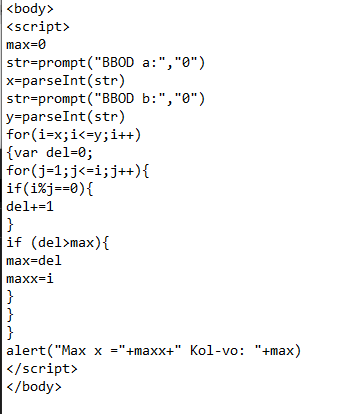 <body>
<script>
max=0
str=prompt("BBOD a:","0")
x=parseInt(str)
str=prompt("BBOD b:","0")
y=parseInt(str)
for(i=x;i<=y;i++)
{var del=0;
for(j=1;j<=i;j++){
if(i%j==0){
del+=1
}
if (del>max){
max=del
maxx=i
}
}
}
alert("Max x ="+maxx+" Kol-vo: "+max)
</script>
</body>